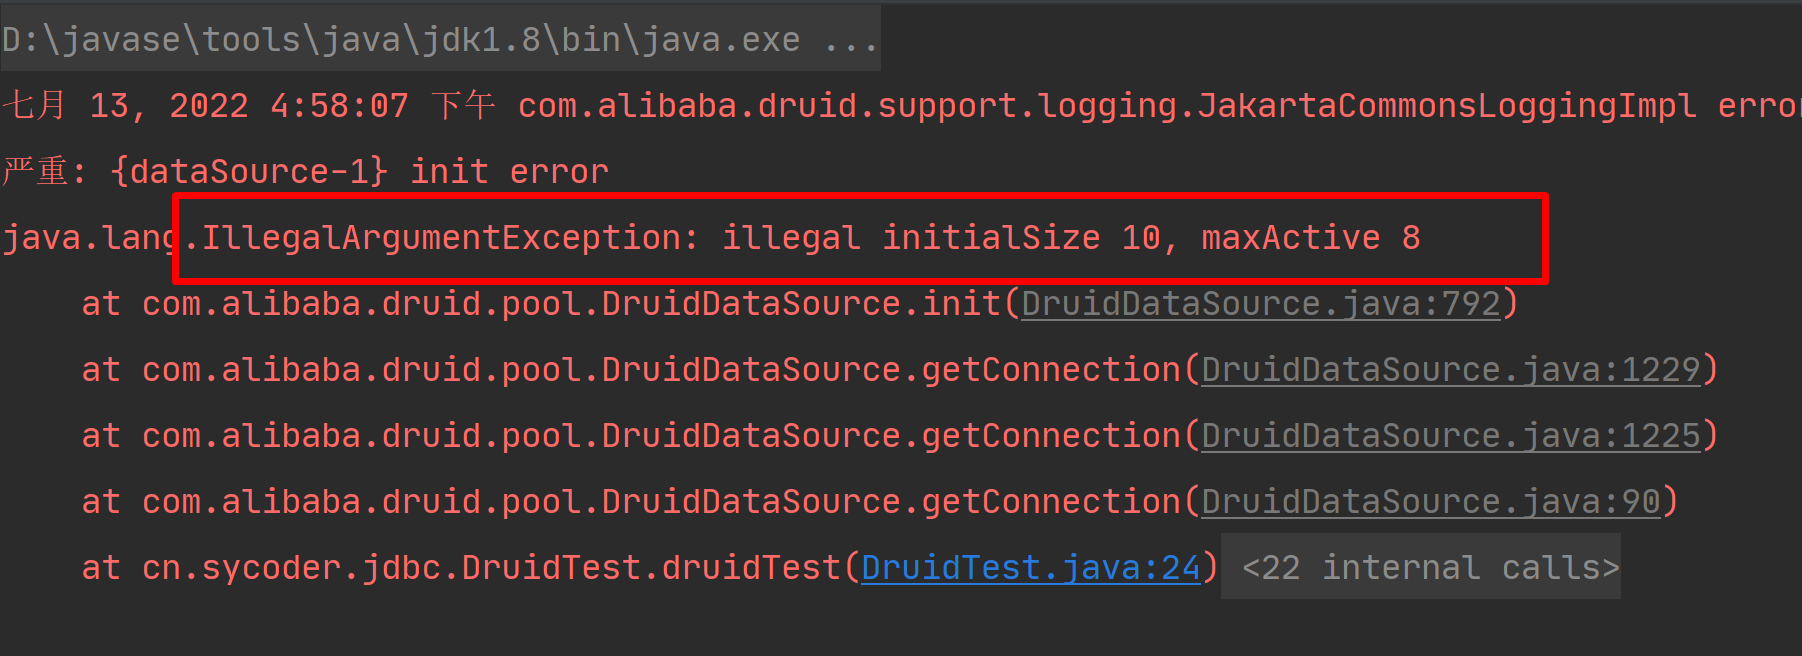 D:\javase\tools\java\jdk1.8\bin\java.exe ...
七月 13, 2022 4:58:07 下午 com.alibaba.druid.support.logging.JakartaCommonsLoggingImpl error
严重: {dataSource-1} init error
java.lang.IllegalArgumentException: illegal initialSize 10, maxActive 8
    at com.alibaba.druid.pool.DruidDataSource.init(DruidDataSource.java:792)
    at com.alibaba.druid.pool.DruidDataSource.getConnection(DruidDataSource.java:1229)
    at com.alibaba.druid.pool.DruidDataSource.getConnection(DruidDataSource.java:1225)
    at com.alibaba.druid.pool.DruidDataSource.getConnection(DruidDataSource.java:90)
    at cn.sycoder.jdbc.DruidTest.druidTest(DruidTest.java:24) <22 internal calls>